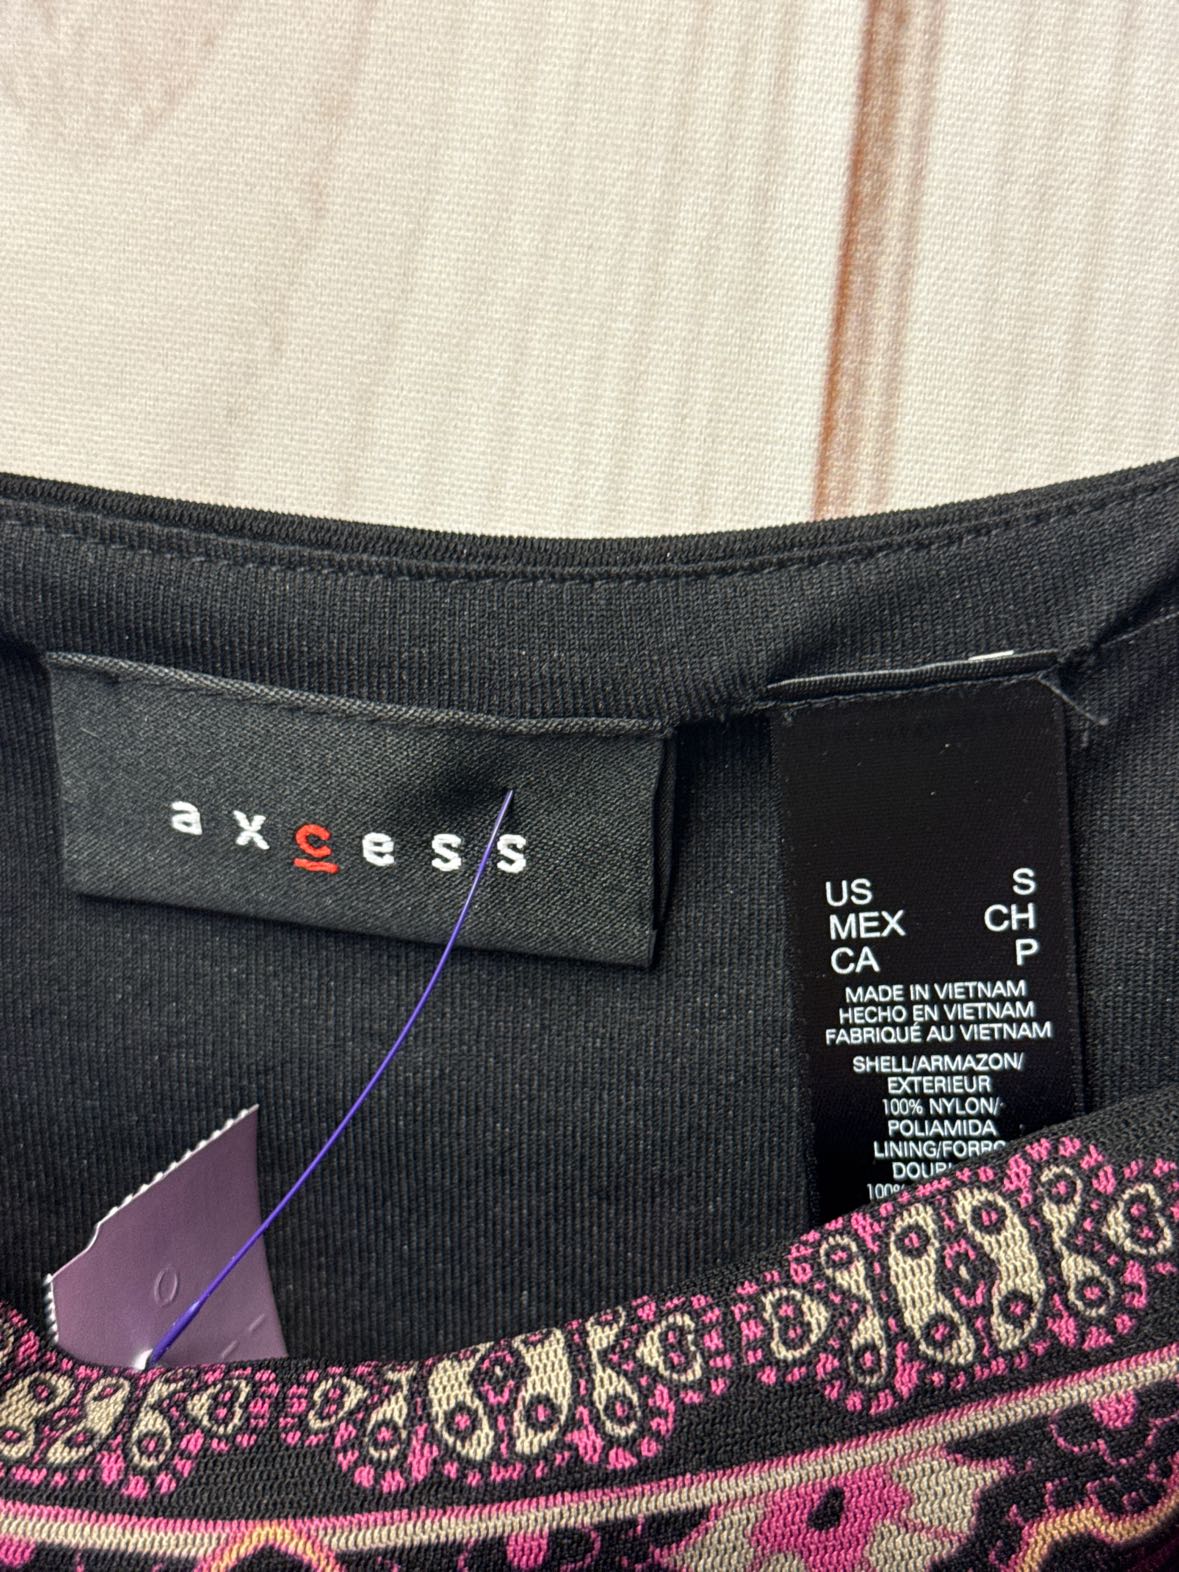 axcess
US S
MEX CH
CA P
MADE IN VIETNAM
HECHO EN VIETNAM
FABRIQUÉ AU VIETNAM
SHELL/ARMAZON/
EXTERIEUR
100% NYLON/
POLIAMIDA
LINING/FORRO
100%